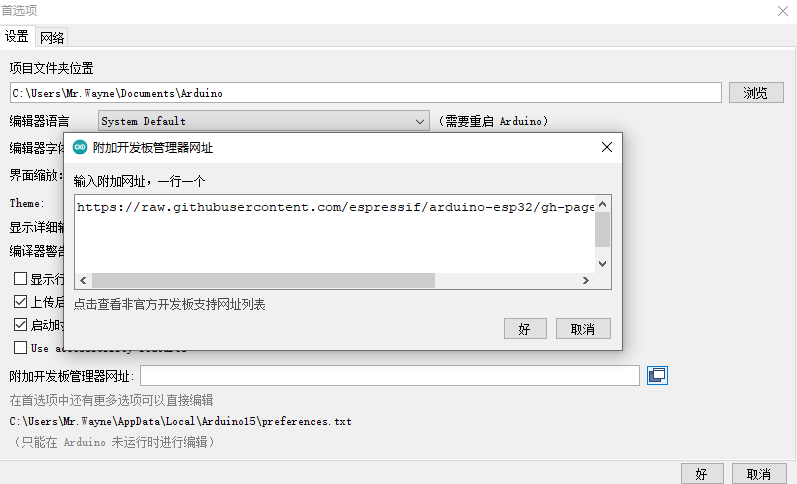 首选项
设置 网络
项目文件夹位置
C:\Users\Mr.Wayne\Documents\Arduino 浏览
编辑器语言 System Default (需要重启 Arduino)
编辑器字体
附加开发板管理器网址
界面缩放:
输入附加网址，一行一个
Theme:
https://raw.githubusercontent.com/espressif/arduino-esp32/gh-page
显示详细输
编译器警告
显示行
上传后
点击查看非官方开发板支持网址列表
启动时
好 取消
Use accessibility features
附加开发板管理器网址:
在首选项中还有更多选项可以直接编辑
C:\Users\Mr.Wayne\AppData\Local\Arduino15\preferences.txt
(只能在 Arduino 未运行时进行编辑)
好 取消